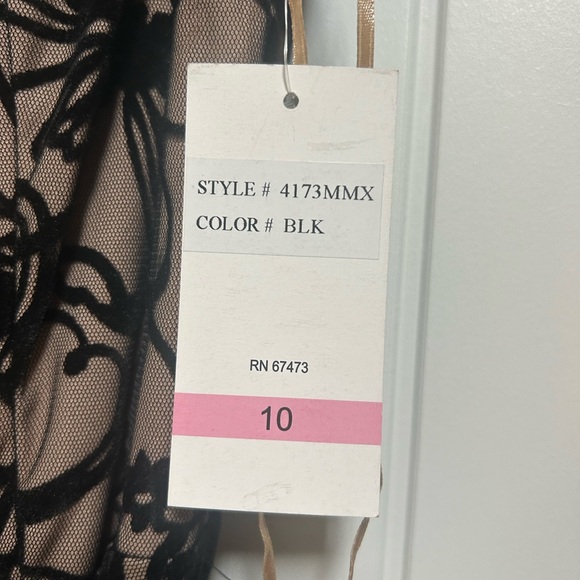 STYLE # 4173MMX
COLOR # BLK
RN 67473
10